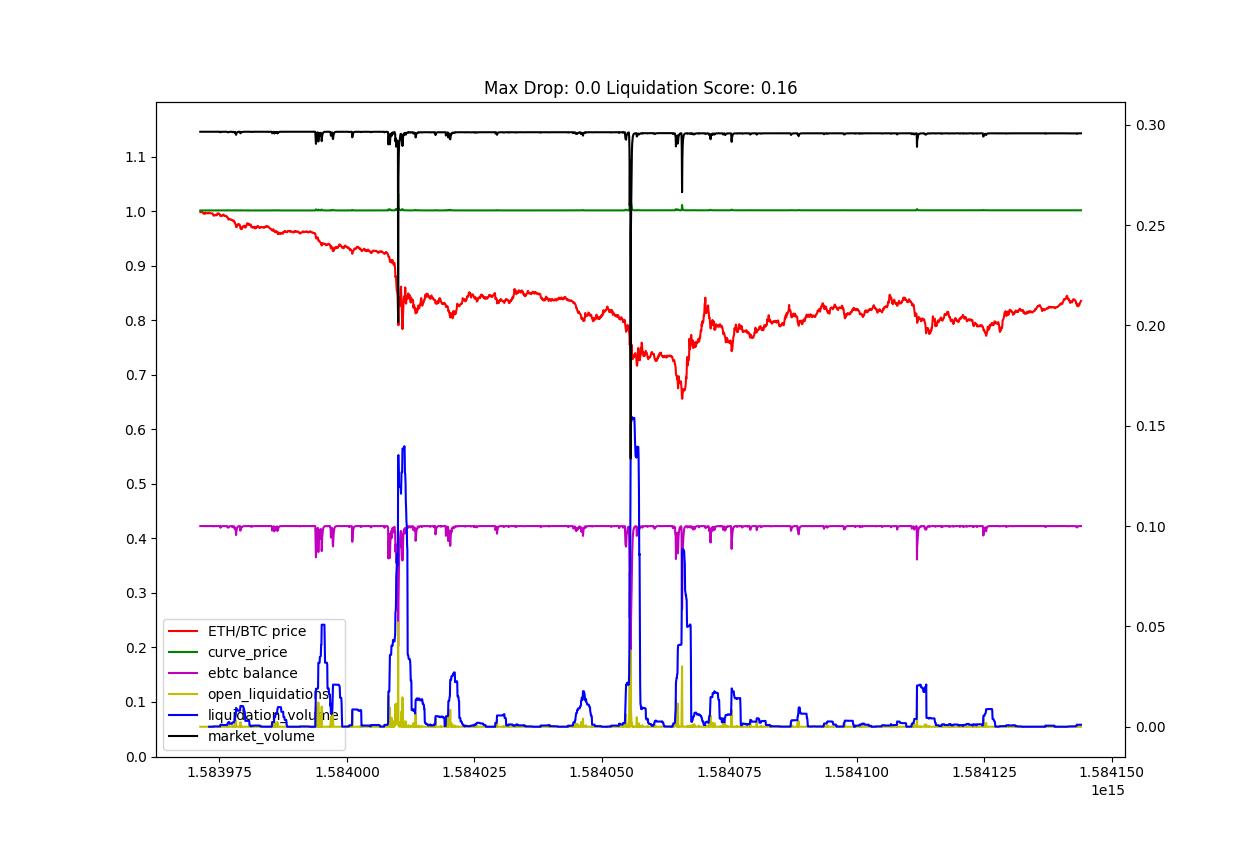 Max Drop: 0.0 Liquidation Score: 0.16
1.1
1.0
0.9
0.8
0.7
0.6
0.5
0.4
0.3
0.2
0.1
0.0
0.30
0.25
0.20
0.15
0.10
0.05
0.00
ETH/BTC price
curve_price
ebtc balance
open_liquidations
liquidation_volume
market_volume
1.583975 1.584000 1.584025 1.584050 1.584075 1.584100 1.584125 1.584150
1e15